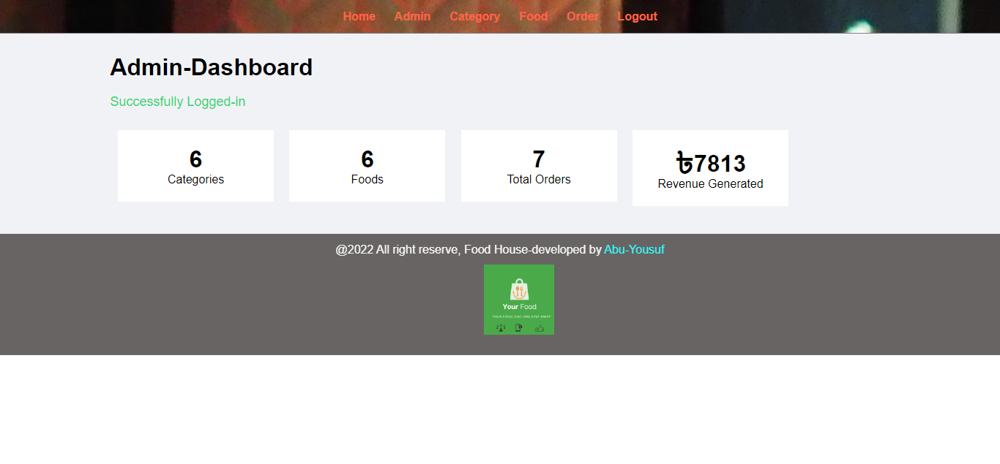 Home Admin Category Food Order Logout
Admin-Dashboard
Successfully Logged-in
6
Categories
6
Foods
7
Total Orders
৳7813
Revenue Generated
@2022 All right reserve, Food House-developed by Abu-Yousuf
Your Food
YOUR FOOD JUST ONE STEP AWAY